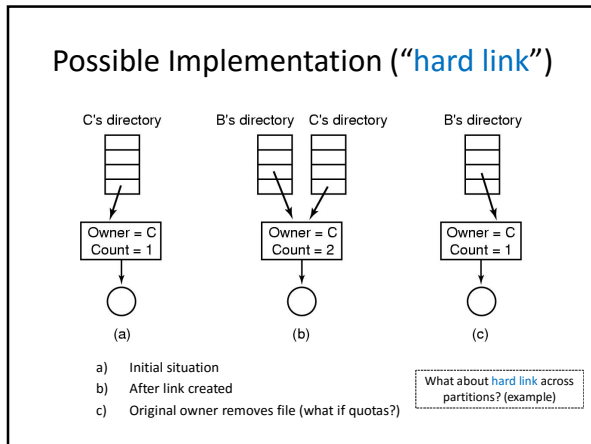 Possible Implementation (“hard link”)
C's directory
B's directory
C's directory
B's directory
Owner = C
Count = 1
Owner = C
Count = 2
Owner = C
Count = 1
(a)
(b)
(c)
a) Initial situation
b) After link created
c) Original owner removes file (what if quotas?)
What about hard link across
partitions? (example)